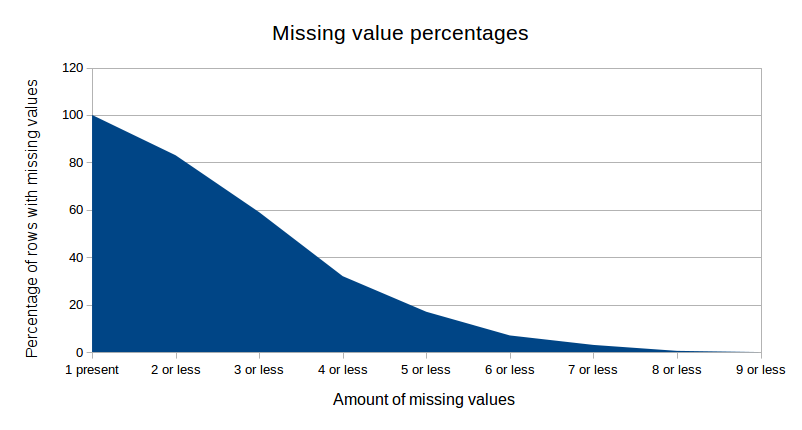 Missing value percentages
Percentage of rows with missing values
120
100
80
60
40
20
0
1 present 2 or less 3 or less 4 or less 5 or less 6 or less 7 or less 8 or less 9 or less
Amount of missing values